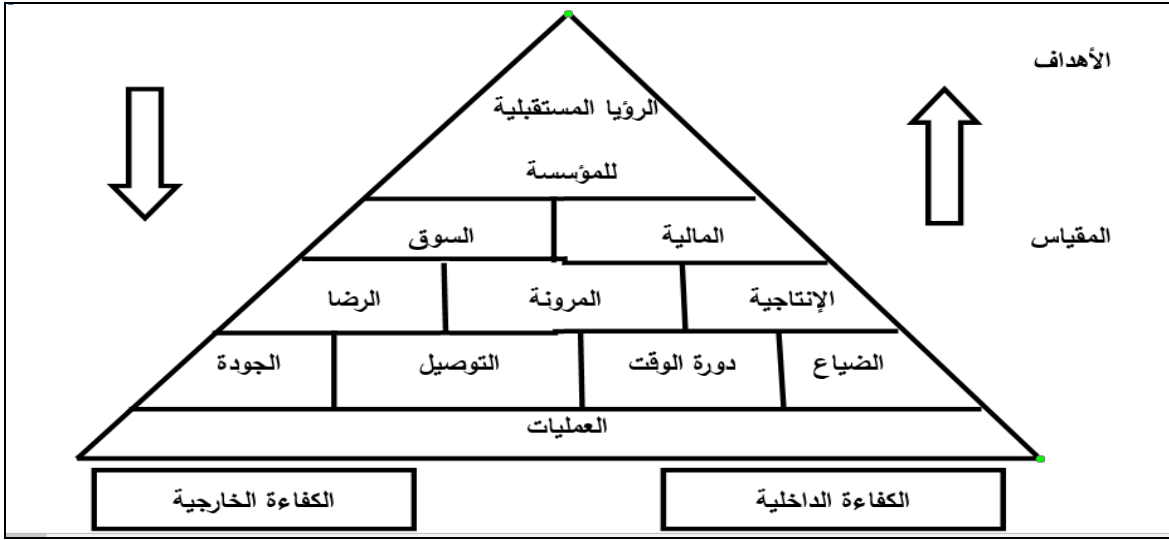 الأهداف
الرؤيا المستقبلية
للمؤسسة
المقياس
المالية
السوق
الإنتاجية
المرونة
الرضا
الضياع
دورة الوقت
التوصيل
الجودة
العمليات
الكفاءة الداخلية
الكفاءة الخارجية